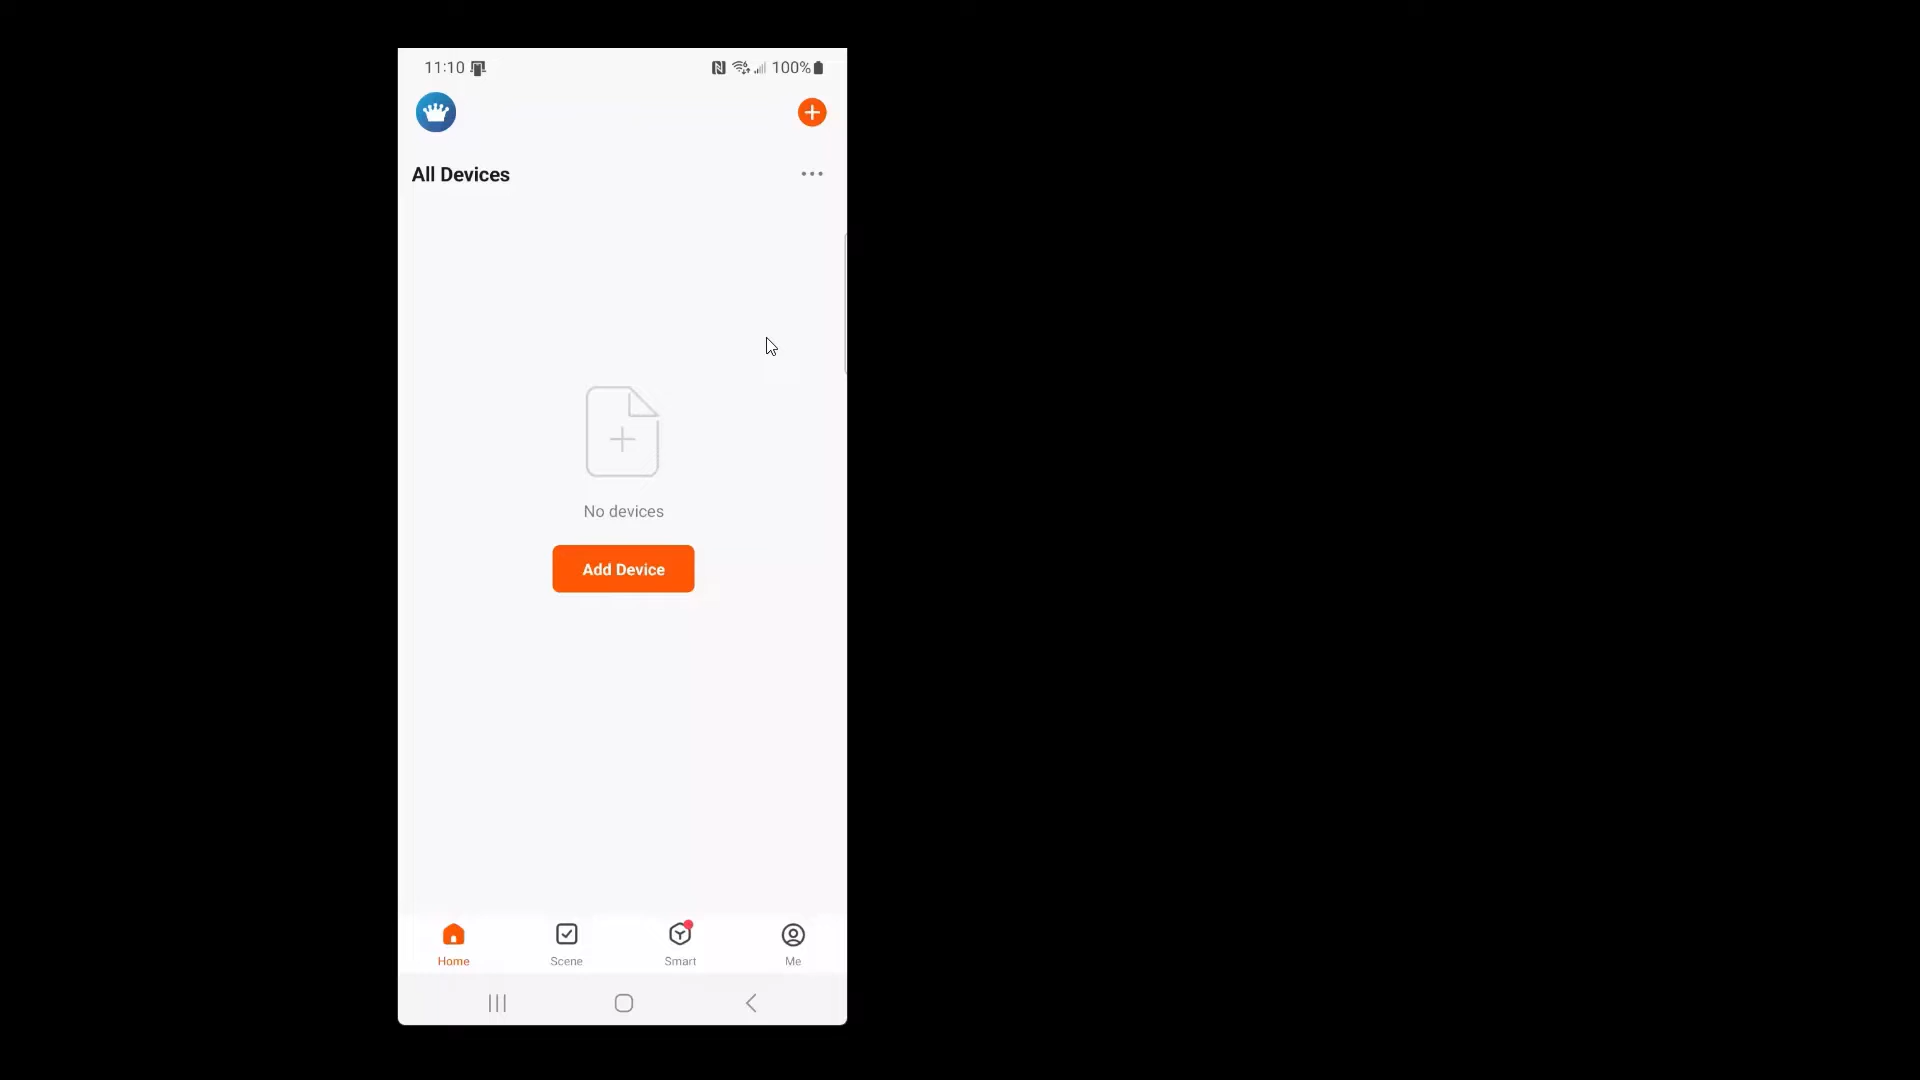 11:10 100%
All Devices
No devices
Add Device
Home Scene Smart Me